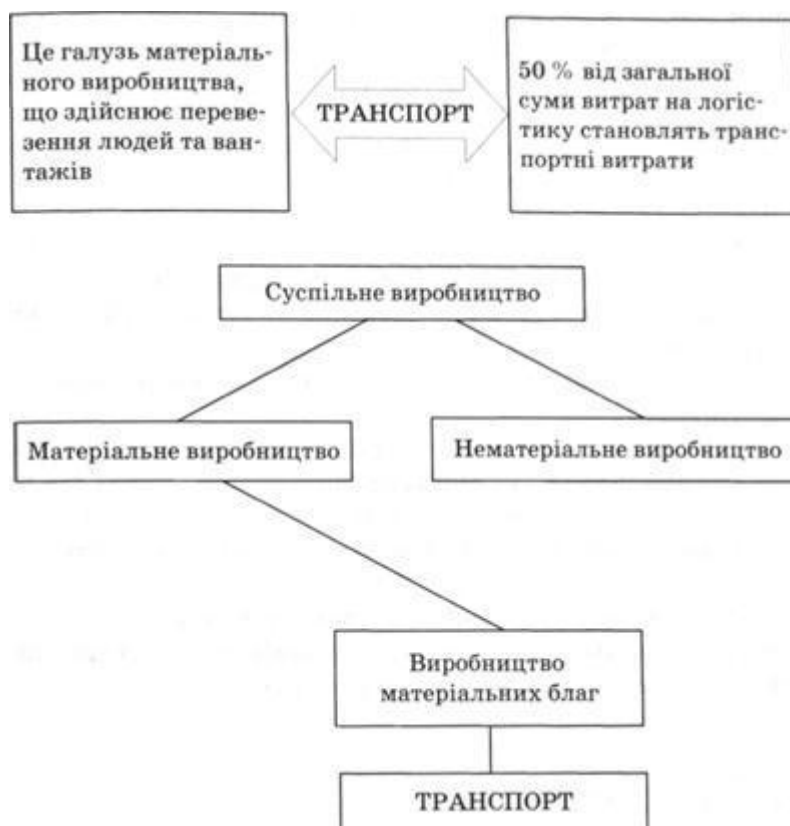 Це галузь матеріаль-
ного виробництва,
що здійснює переве-
зення людей та ван-
тажів
ТРАНСПОРТ
50 % від загальної
суми витрат на логіс-
тику становлять транс-
портні витрати
Суспільне виробництво
Матеріальне виробництво
Нематеріальне виробництво
Виробництво
матеріальних благ
ТРАНСПОРТ